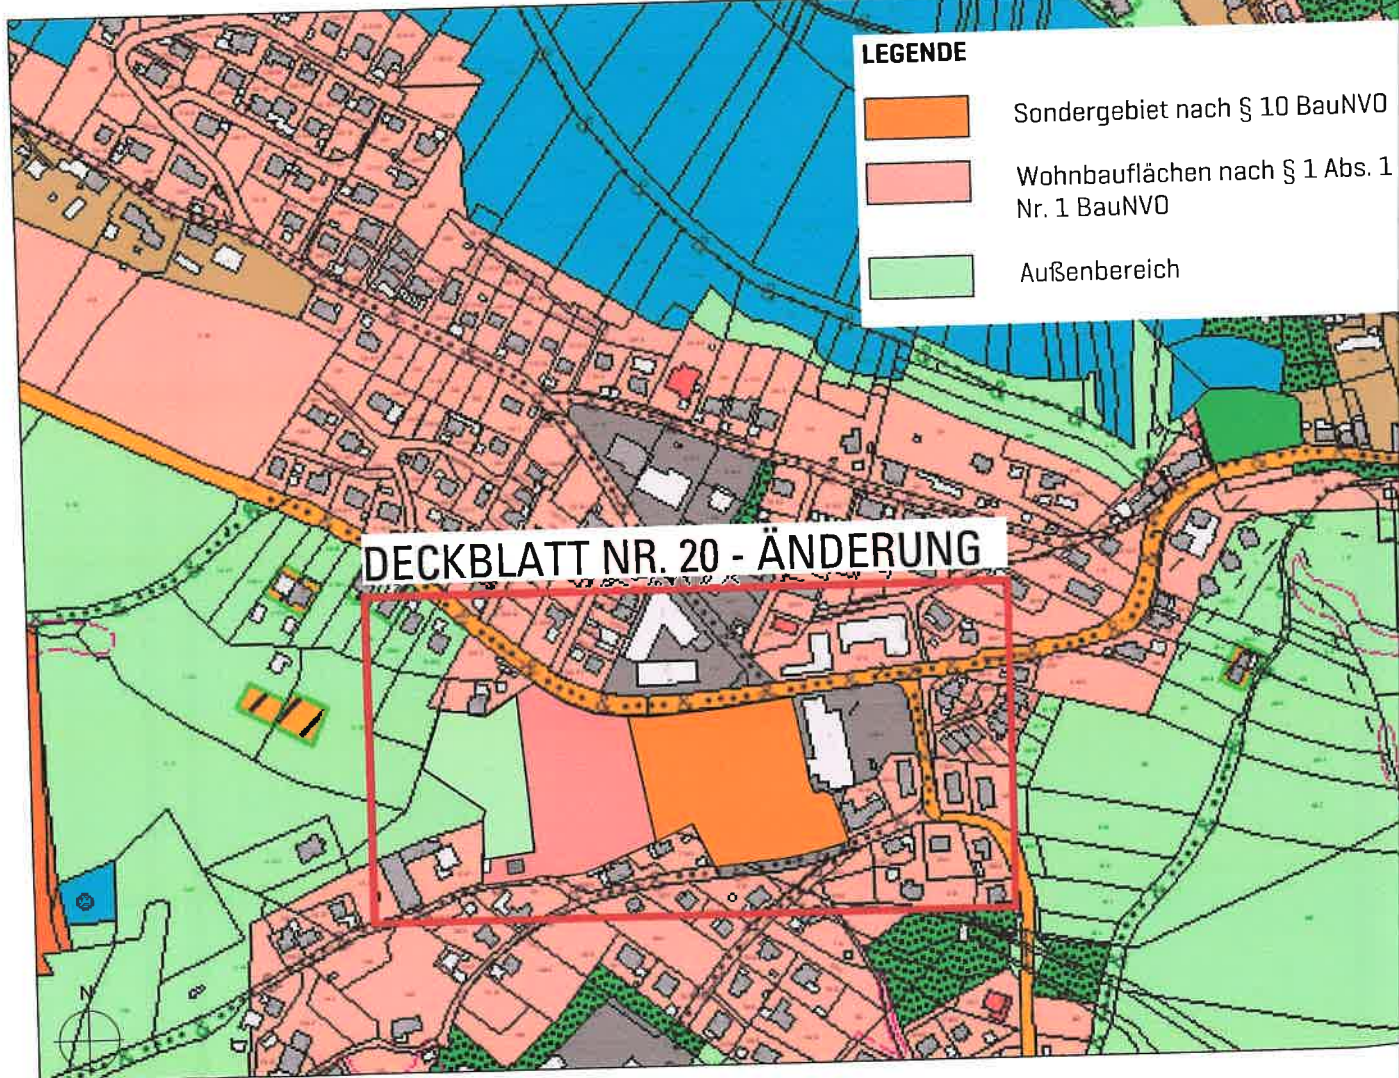 LEGENDE
Sondergebiet nach § 10 BauNVO
Wohnbauflächen nach § 1 Abs. 1
Nr. 1 BauNVO
Außenbereich
DECKBLATT NR. 20 - ÄNDERUNG
N